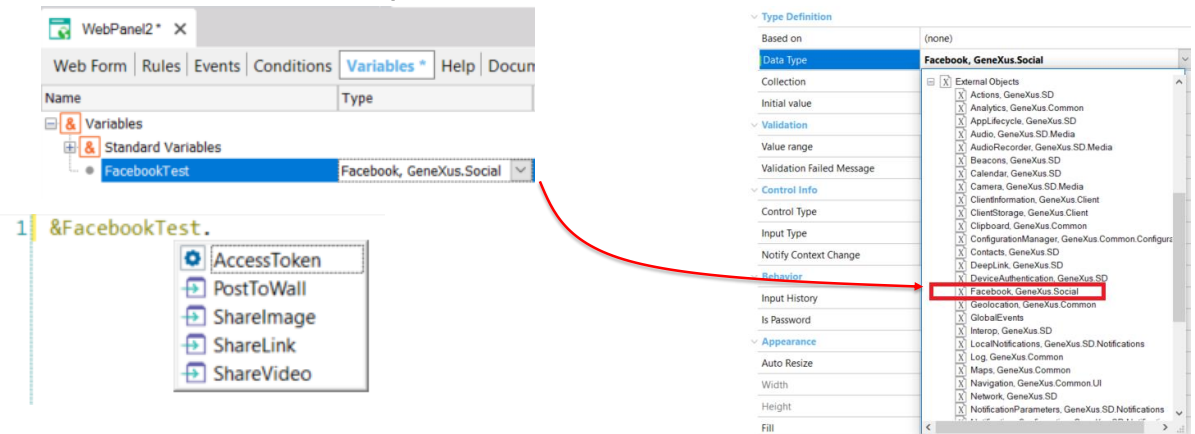 WebPanel2 *
Web Form Rules Events Conditions Variables * Help Docum
Name Type
Variables
Standard Variables
FacebookTest Facebook, GeneXus.Social
1 &FacebookTest.
AccessToken
PostToWall
ShareImage
ShareLink
ShareVideo
Type Definition
Based on (none)
Data Type Facebook, GeneXus.Social
Collection
Initial value
Validation
Value range
Validation Failed Message
Control Info
Control Type
Input Type
Notify Context Change
Behavior
Input History
Is Password
Appearance
Auto Resize
Width
Height
Fill
External Objects
Actions, GeneXus.SD
Analytics, GeneXus.Common
AppLifecycle, GeneXus.SD
Audio, GeneXus.SD.Media
AudioRecorder, GeneXus.SD.Media
Beacons, GeneXus.SD
Calendar, GeneXus.SD
Camera, GeneXus.SD.Media
ClientInformation, GeneXus.Client
ClientStorage, GeneXus.Client
Clipboard, GeneXus.Common
ConfigurationManager, GeneXus.Common.Configura
Contacts, GeneXus.SD
DeepLink, GeneXus.SD
DeviceAuthentication, GeneXus.SD
Facebook, GeneXus.Social
Geolocation, GeneXus.Common
GlobalEvents
Interop, GeneXus.SD
LocalNotifications, GeneXus.SD.Notifications
Log, GeneXus.Common
Maps, GeneXus.Common
Navigation, GeneXus.Common.UI
Network, GeneXus.SD
NotificationParameters, GeneXus.SD.Notifications